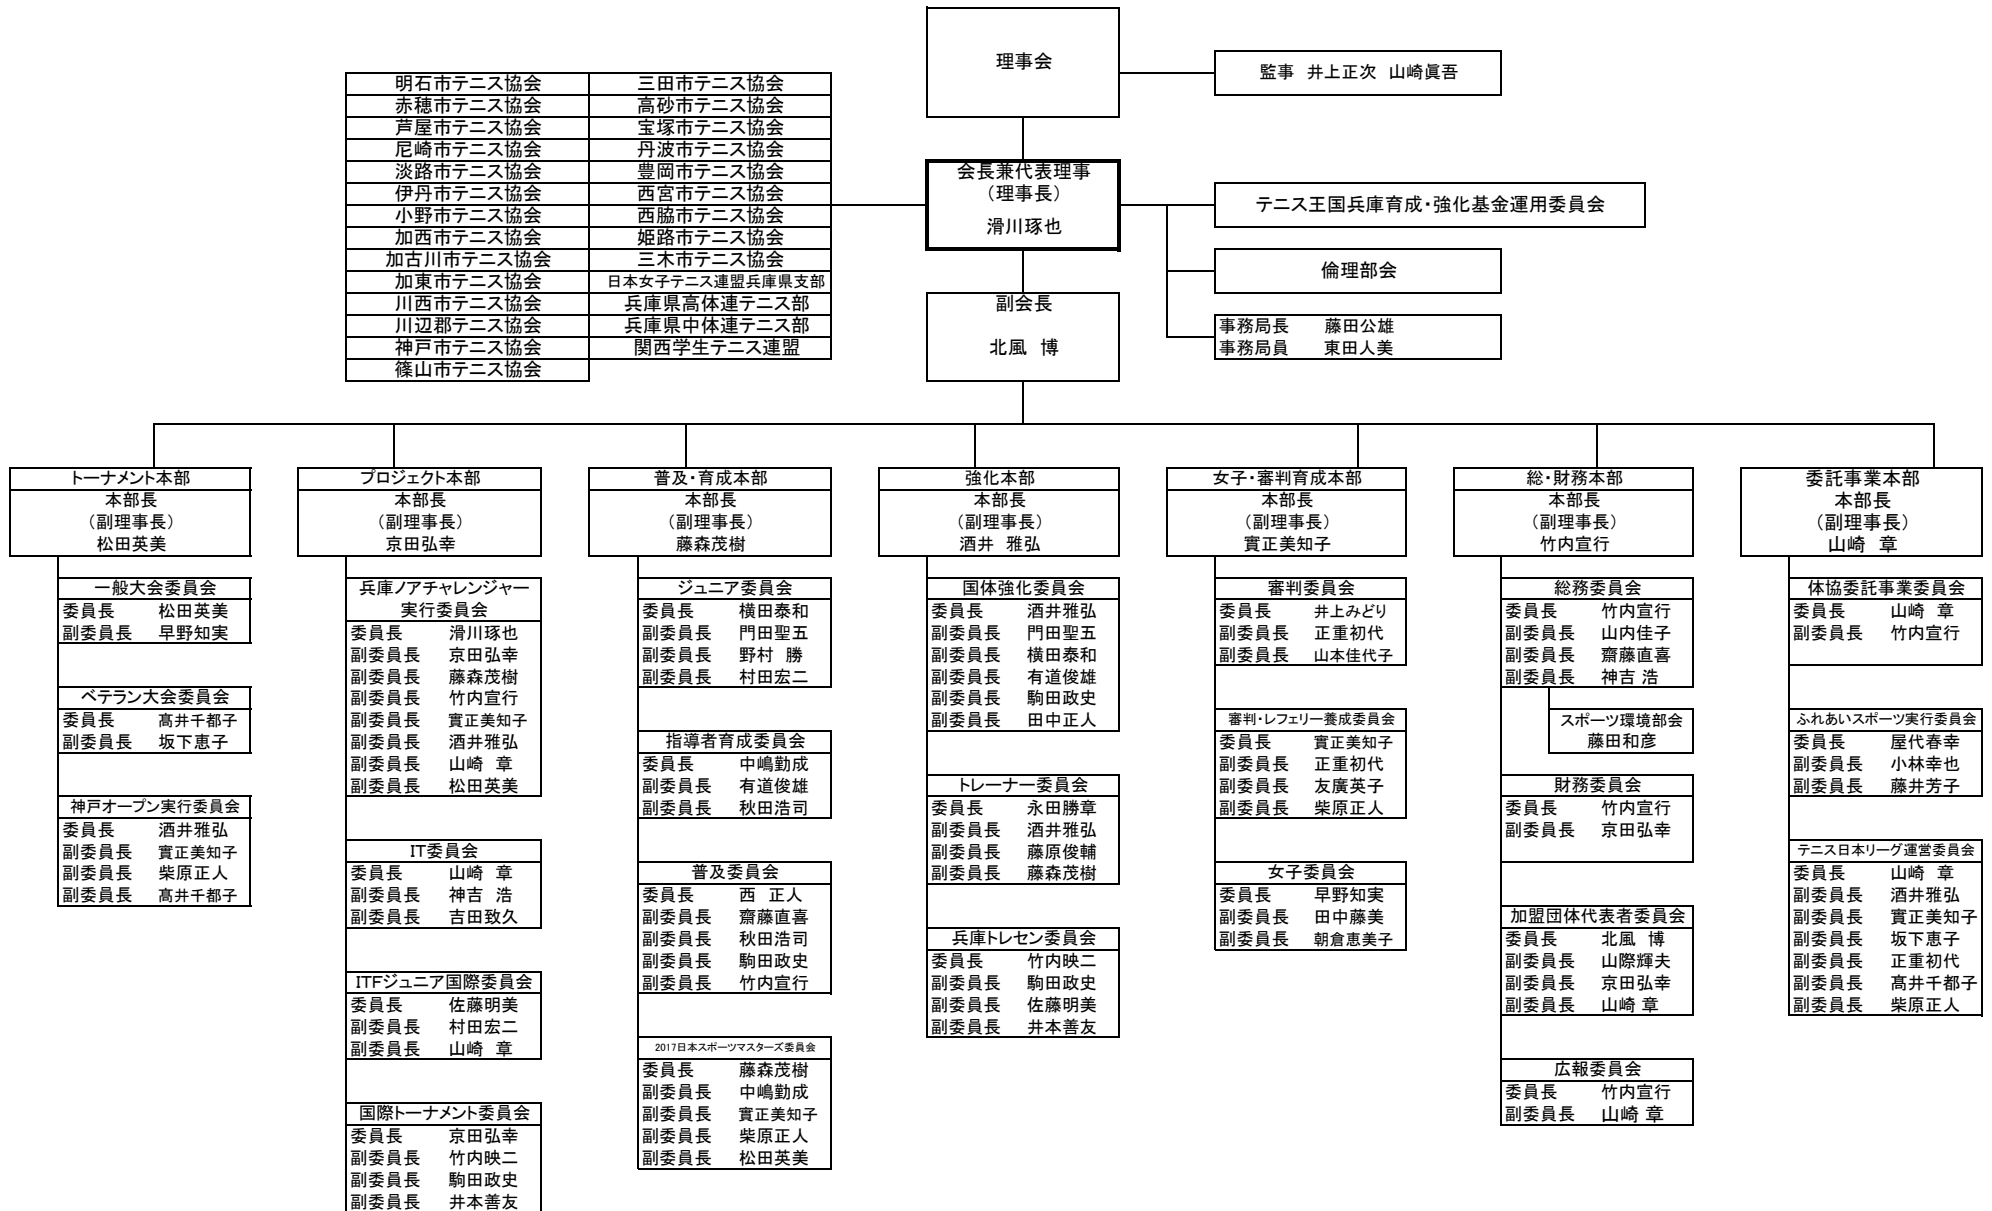 理事会
監事 井上正次 山崎眞吾
明石市テニス協会 三田市テニス協会
赤穂市テニス協会 高砂市テニス協会
芦屋市テニス協会 宝塚市テニス協会
尼崎市テニス協会 丹波市テニス協会
淡路市テニス協会 豊岡市テニス協会
伊丹市テニス協会 西宮市テニス協会
小野市テニス協会 西脇市テニス協会
加西市テニス協会 姫路市テニス協会
加古川市テニス協会 三木市テニス協会
加東市テニス協会 日本女子テニス連盟兵庫県支部
川西市テニス協会 兵庫県高体連テニス部
川辺郡テニス協会 兵庫県中体連テニス部
神戸市テニス協会 関西学生テニス連盟
篠山市テニス協会
会長兼代表理事
（理事長）
滑川琢也
テニス王国兵庫育成・強化基金運用委員会
倫理部会
事務局長 藤田公雄
事務局員 東田人美
副会長
北風 博
トーナメント本部
本部長
（副理事長）
松田英美
一般大会委員会
委員長 松田英美
副委員長 早野知実
ベテラン大会委員会
委員長 髙井千都子
副委員長 坂下恵子
神戸オープン実行委員会
委員長 酒井雅弘
副委員長 實正美知子
副委員長 柴原正人
副委員長 髙井千都子
プロジェクト本部
本部長
（副理事長）
京田弘幸
兵庫ノアチャレンジャー
実行委員会
委員長 滑川琢也
副委員長 京田弘幸
副委員長 藤森茂樹
副委員長 竹内宣行
副委員長 實正美知子
副委員長 酒井雅弘
副委員長 山崎 章
副委員長 松田英美
IT委員会
委員長 山崎 章
副委員長 神吉 浩
副委員長 吉田致久
ITFジュニア国際委員会
委員長 佐藤明美
副委員長 村田宏二
副委員長 山崎 章
国際トーナメント委員会
委員長 京田弘幸
副委員長 竹内映二
副委員長 駒田政史
副委員長 井本善友
普及・育成本部
本部長
（副理事長）
藤森茂樹
ジュニア委員会
委員長 横田泰和
副委員長 門田聖五
副委員長 野村 勝
副委員長 村田宏二
指導者育成委員会
委員長 中嶋勤成
副委員長 有道俊雄
副委員長 秋田浩司
普及委員会
委員長 西 正人
副委員長 齋藤直喜
副委員長 秋田浩司
副委員長 駒田政史
副委員長 竹内宣行
2017日本スポーツマスターズ委員会
委員長 藤森茂樹
副委員長 中嶋勤成
副委員長 實正美知子
副委員長 柴原正人
副委員長 松田英美
強化本部
本部長
（副理事長）
酒井 雅弘
国体強化委員会
委員長 酒井雅弘
副委員長 門田聖五
副委員長 横田泰和
副委員長 有道俊雄
副委員長 駒田政史
副委員長 田中正人
トレーナー委員会
委員長 永田勝章
副委員長 酒井雅弘
副委員長 藤原俊輔
副委員長 藤森茂樹
兵庫トレセン委員会
委員長 竹内映二
副委員長 駒田政史
副委員長 佐藤明美
副委員長 井本善友
女子・審判育成本部
本部長
（副理事長）
實正美知子
審判委員会
委員長 井上みどり
副委員長 正重初代
副委員長 山本佳代子
審判・レフェリー養成委員会
委員長 實正美知子
副委員長 正重初代
副委員長 友廣英子
副委員長 柴原正人
女子委員会
委員長 早野知実
副委員長 田中藤美
副委員長 朝倉恵美子
総・財務本部
本部長
（副理事長）
竹内宣行
総務委員会
委員長 竹内宣行
副委員長 山内佳子
副委員長 齋藤直喜
副委員長 神吉 浩
スポーツ環境部会
藤田和彦
財務委員会
委員長 竹内宣行
副委員長 京田弘幸
加盟団体代表者委員会
委員長 北風 博
副委員長 山際輝夫
副委員長 京田弘幸
副委員長 山崎 章
広報委員会
委員長 竹内宣行
副委員長 山崎 章
委託事業本部
本部長
（副理事長）
山崎 章
体協委託事業委員会
委員長 山崎 章
副委員長 竹内宣行
ふれあいスポーツ実行委員会
委員長 屋代春幸
副委員長 小林幸也
副委員長 藤井芳子
テニス日本リーグ運営委員会
委員長 山崎 章
副委員長 酒井雅弘
副委員長 實正美知子
副委員長 坂下恵子
副委員長 正重初代
副委員長 髙井千都子
副委員長 柴原正人